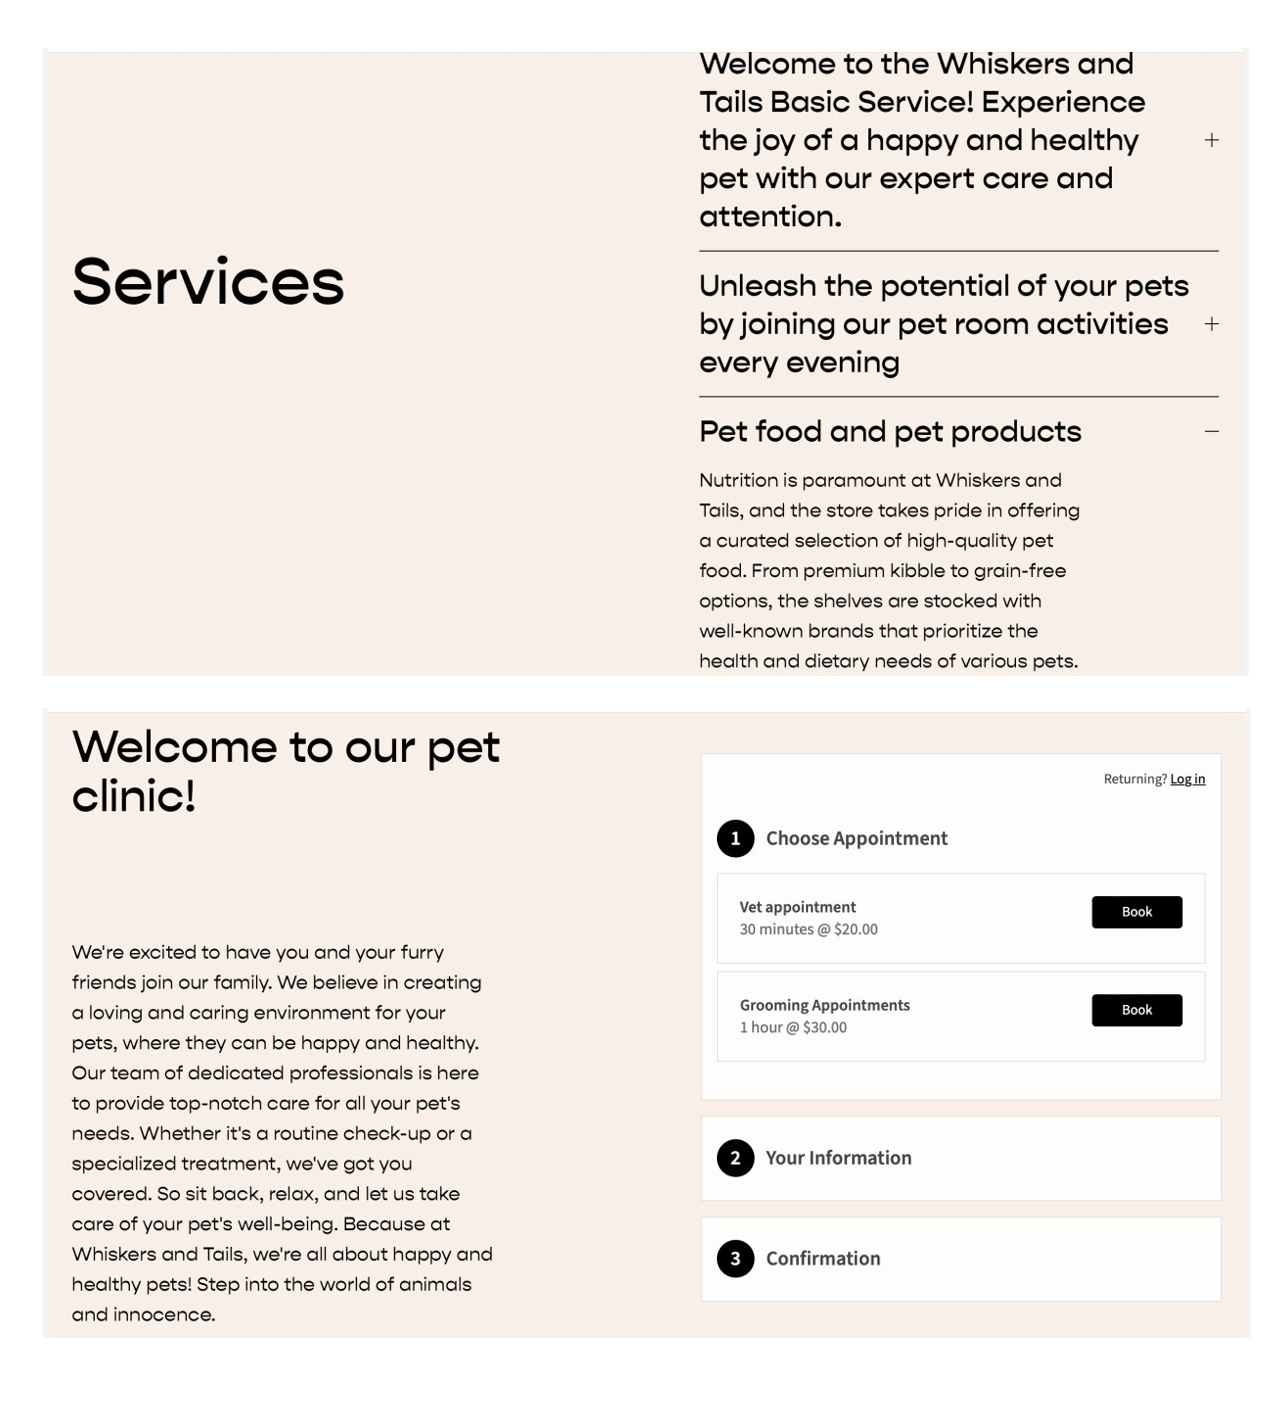 Services
Welcome to the Whiskers and
Tails Basic Service! Experience
the joy of a happy and healthy
pet with our expert care and
attention.
Unleash the potential of your pets
by joining our pet room activities
every evening
Pet food and pet products
Nutrition is paramount at Whiskers and
Tails, and the store takes pride in offering
a curated selection of high-quality pet
food. From premium kibble to grain-free
options, the shelves are stocked with
well-known brands that prioritize the
health and dietary needs of various pets.
Welcome to our pet
clinic!
We're excited to have you and your furry
friends join our family. We believe in creating
a loving and caring environment for your
pets, where they can be happy and healthy.
Our team of dedicated professionals is here
to provide top-notch care for all your pet's
needs. Whether it's a routine check-up or a
specialized treatment, we've got you
covered. So sit back, relax, and let us take
care of your pet's well-being. Because at
Whiskers and Tails, we're all about happy and
healthy pets! Step into the world of animals
and innocence.
Returning? Log in
1 Choose Appointment
Vet appointment
30 minutes @ $20.00
Book
Grooming Appointments
1 hour @ $30.00
Book
2 Your Information
3 Confirmation